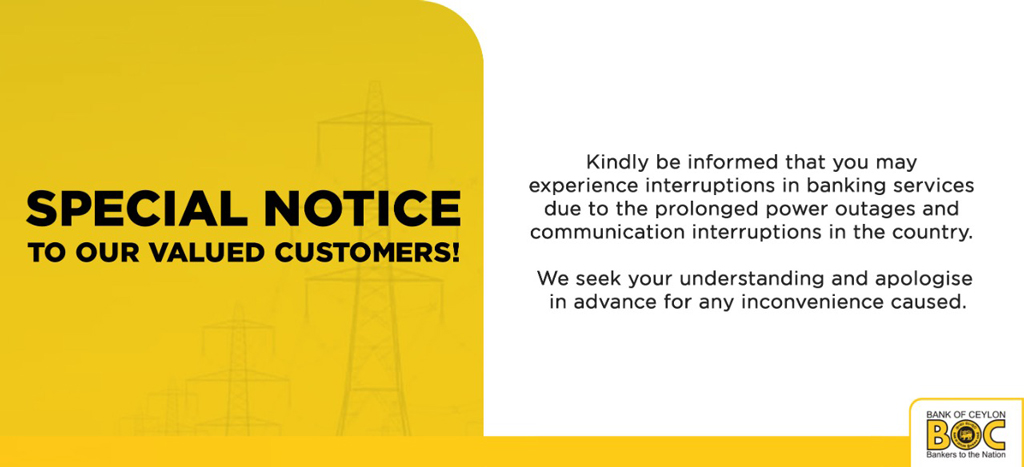 SPECIAL NOTICE
TO OUR VALUED CUSTOMERS!
Kindly be informed that you may
experience interruptions in banking services
due to the prolonged power outages and
communication interruptions in the country.
We seek your understanding and apologise
in advance for any inconvenience caused.
BANK OF CEYLON
BOC
Bankers to the Nation